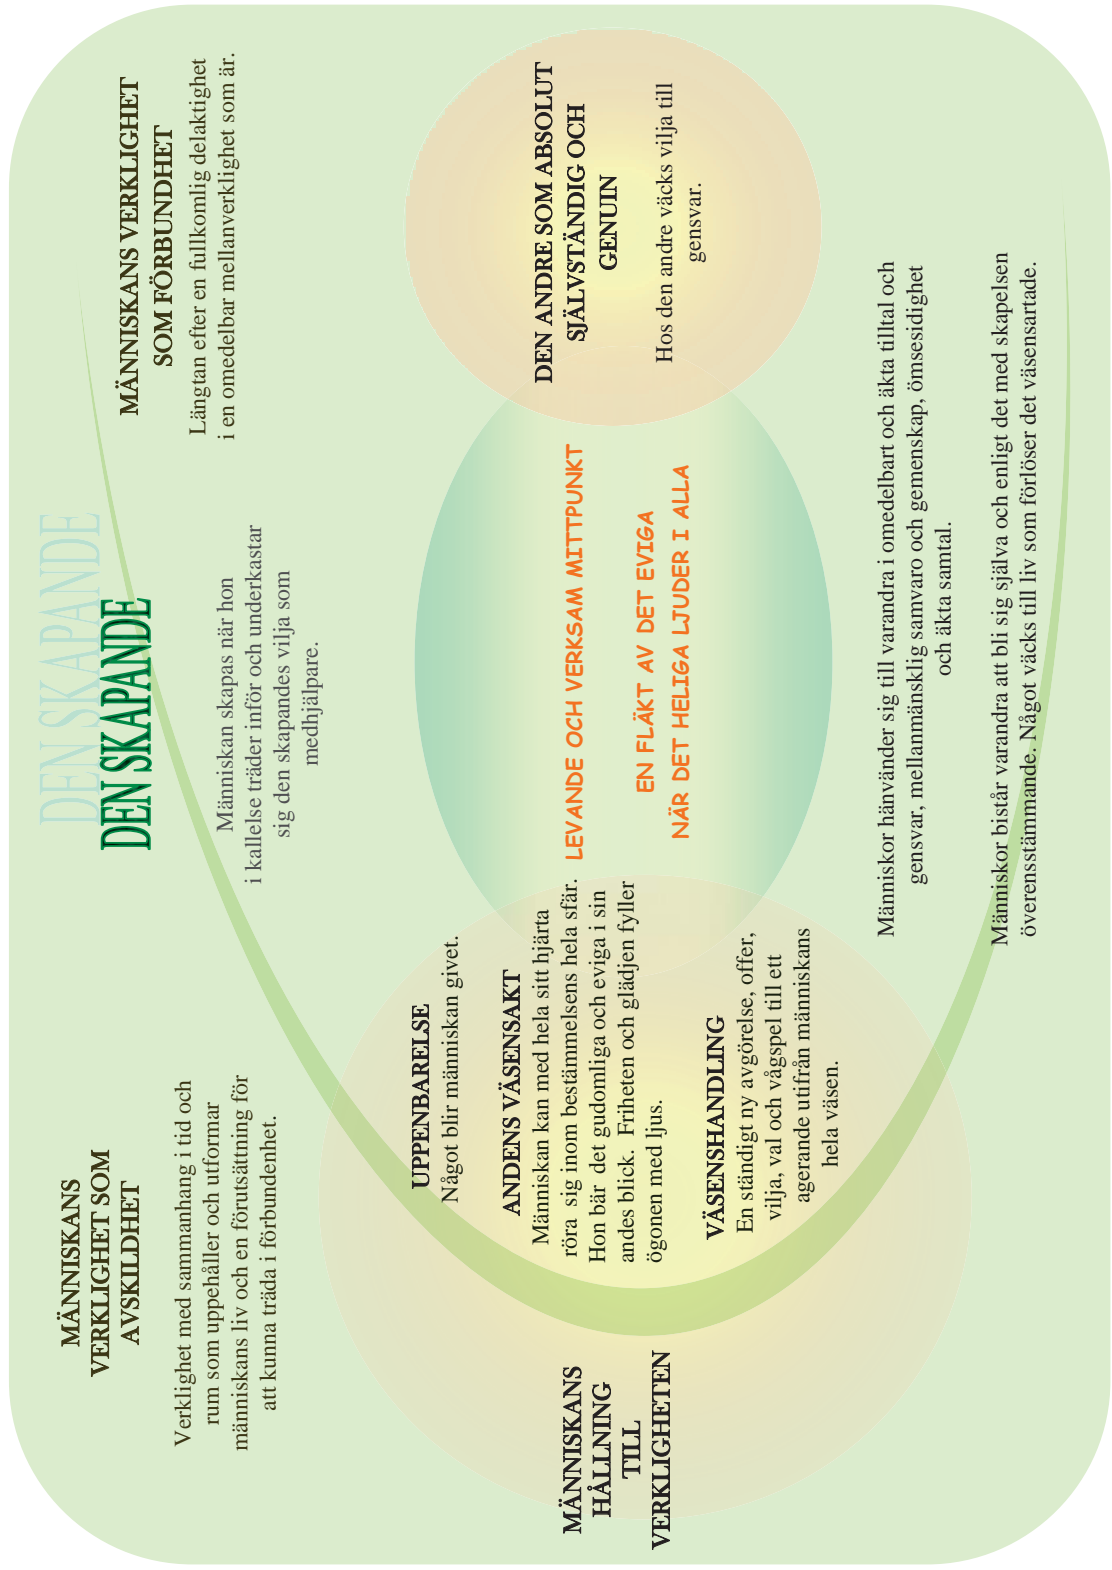 DEN SKAPANDE
DEN SKAPANDE
MÄNNISKANS
VERKLIGHET SOM
AVSKILDHET
Verklighet med sammanhang i tid och
rum som uppehåller och utformar
människans liv och en förutsättning för
att kunna träda i förbundenhet.
Människan skapas när hon
i kallelse träder inför och underkastar
sig den skapandes vilja som
medhjälpare.
MÄNNISKANS VERKLIGHET
SOM FÖRBUNDHET
Längtan efter en fullkomlig delaktighet
i en omedelbar mellanverklighet som är.
MÄNNISKANS
HÅLLNING
TILL
VERKLIGHETEN
UPPENBARELSE
Något blir människan givet.
ANDENS VÄSENSAKT
Människan kan med hela sitt hjärta
röra sig inom bestämmelsens hela sfär.
Hon bär det gudomliga och eviga i sin
andes blick. Friheten och glädjen fyller
ögonen med ljus.
VÄSENSHANDLING
En ständigt ny avgörelse, offer,
vilja, val och vågspel till ett
agerande utifrån människans
hela väsen.
LEVANDE OCH VERKSAM MITTPUNKT
EN FLÄKT AV DET EVIGA
NÄR DET HELIGA LJUDER I ALLA
DEN ANDRE SOM ABSOLUT
SJÄLVSTÄNDIG OCH
GENUIN
Hos den andre väcks vilja till
gensvar.
Människor hänvänder sig till varandra i omedelbart och äkta tilltal och
gensvar, mellanmänsklig samvaro och gemenskap, ömsesidighet
och äkta samtal.
Människor bistår varandra att bli sig själva och enligt det med skapelsen
överensstämmande. Något väcks till liv som förlöser det väsensartade.